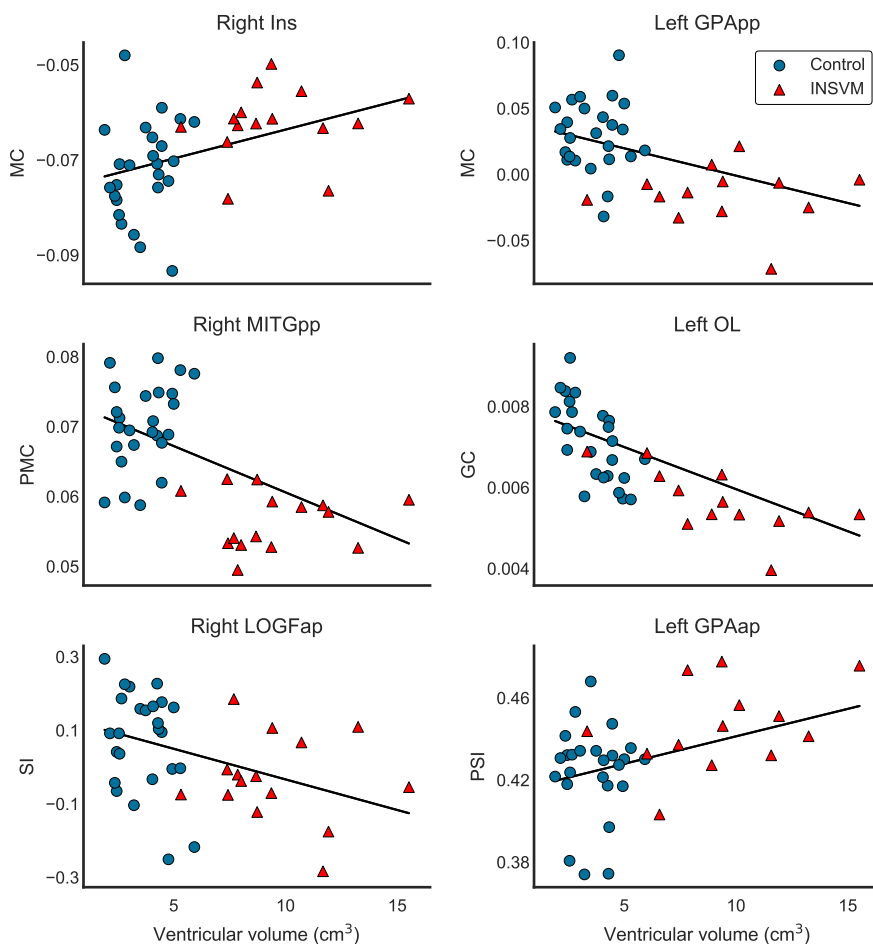 Right Ins
Left GPApp
−0.05
−0.07
−0.09
MC
0.10
0.05
0.00
−0.05
MC
Control
INSVM
Right MITGpp
Left OL
0.08
0.07
0.06
0.05
PMC
0.008
0.006
0.004
GC
Right LOGFap
Left GPAap
0.3
0.1
−0.1
−0.3
SI
0.46
0.42
0.38
PSI
5 10 15
5 10 15
Ventricular volume (cm³)
Ventricular volume (cm³)